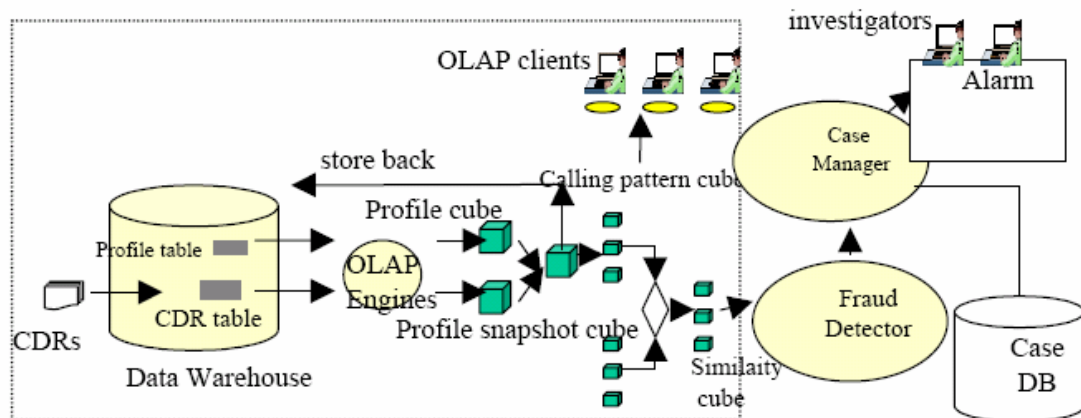 investigators
OLAP clients
Alarm
Case
Manager
store back
Calling pattern cube
Profile cube
Profile table
OLAP
Engines
CDR table
Profile snapshot cube
CDRs
Data Warehouse
Similaity
cube
Fraud
Detector
Case
DB